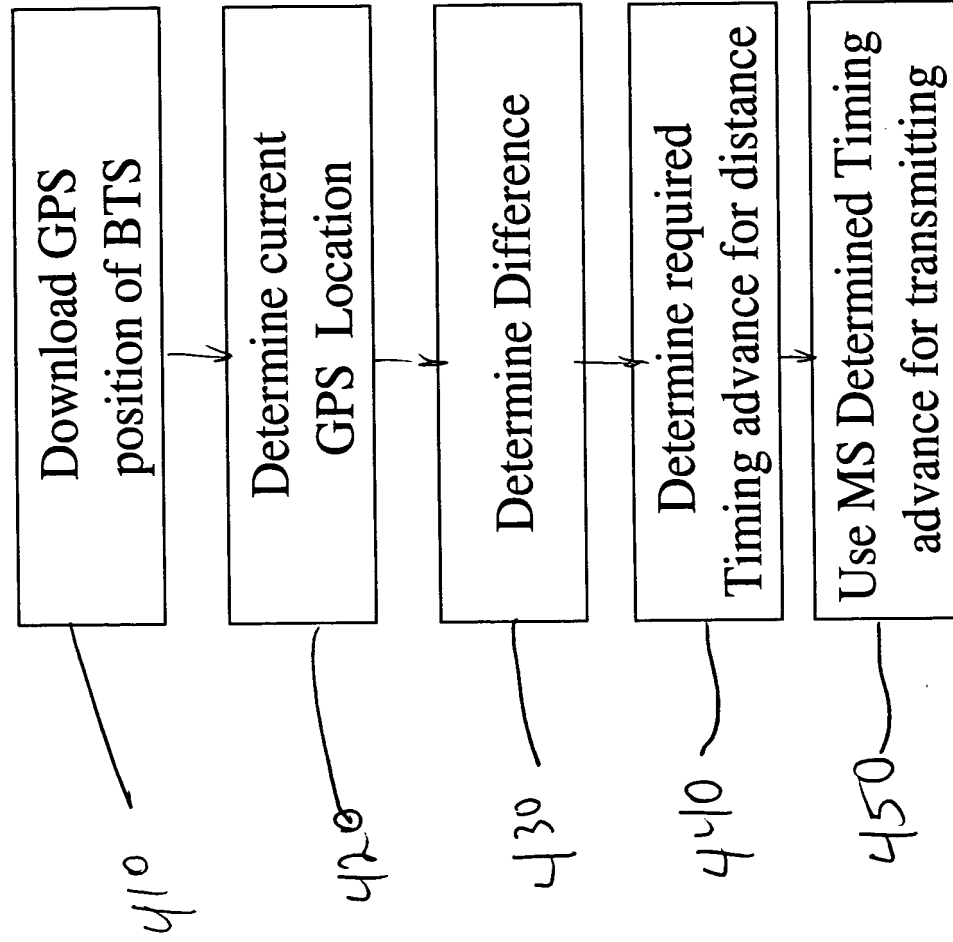 Download GPS
position of BTS
410
Determine current
GPS Location
420
Determine Difference
430
Determine required
Timing advance for distance
440
Use MS Determined Timing
advance for transmitting
450